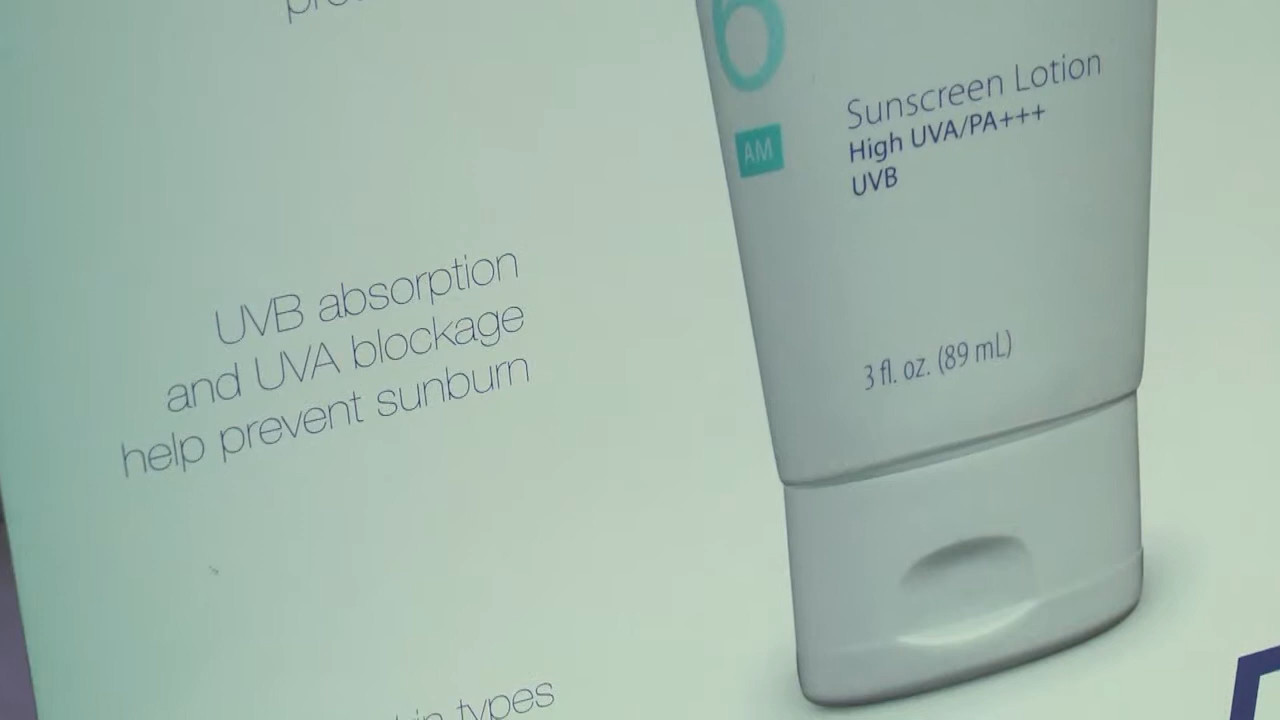 6
AM
Sunscreen Lotion
High UVA/PA+++
UVB
3 fl. oz. (89 mL)
UVB absorption
and UVA blockage
help prevent sunburn
types